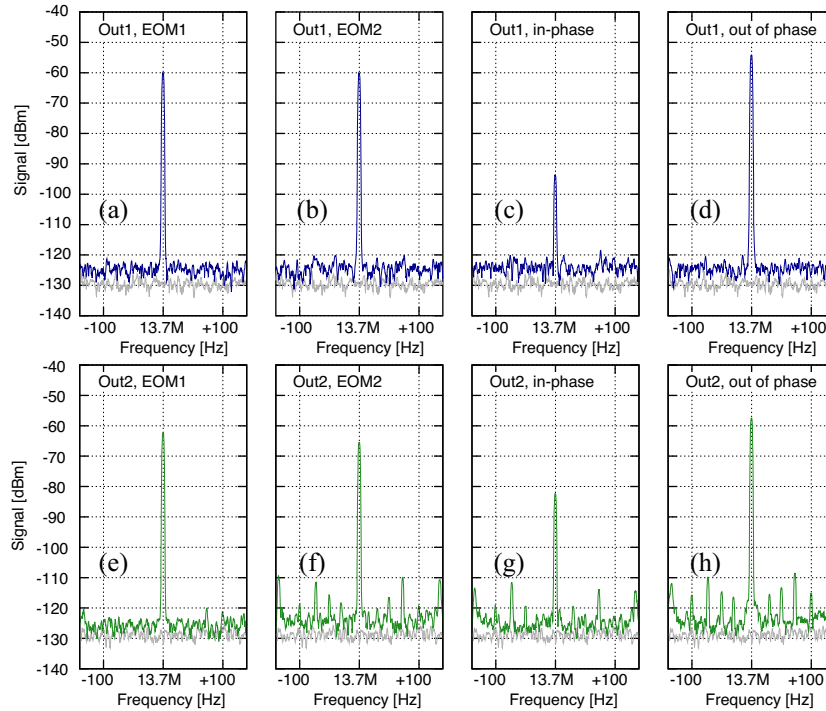 Out1, EOM1 Out1, EOM2 Out1, in-phase Out1, out of phase
-40
-50
-60
-70
-80
-90
-100
-110
-120
-130
-140
Signal [dBm]
(a) (b) (c) (d)
-100 13.7M +100 -100 13.7M +100 -100 13.7M +100 -100 13.7M +100
Frequency [Hz] Frequency [Hz] Frequency [Hz] Frequency [Hz]
Out2, EOM1 Out2, EOM2 Out2, in-phase Out2, out of phase
-40
-50
-60
-70
-80
-90
-100
-110
-120
-130
-140
Signal [dBm]
(e) (f) (g) (h)
-100 13.7M +100 -100 13.7M +100 -100 13.7M +100 -100 13.7M +100
Frequency [Hz] Frequency [Hz] Frequency [Hz] Frequency [Hz]